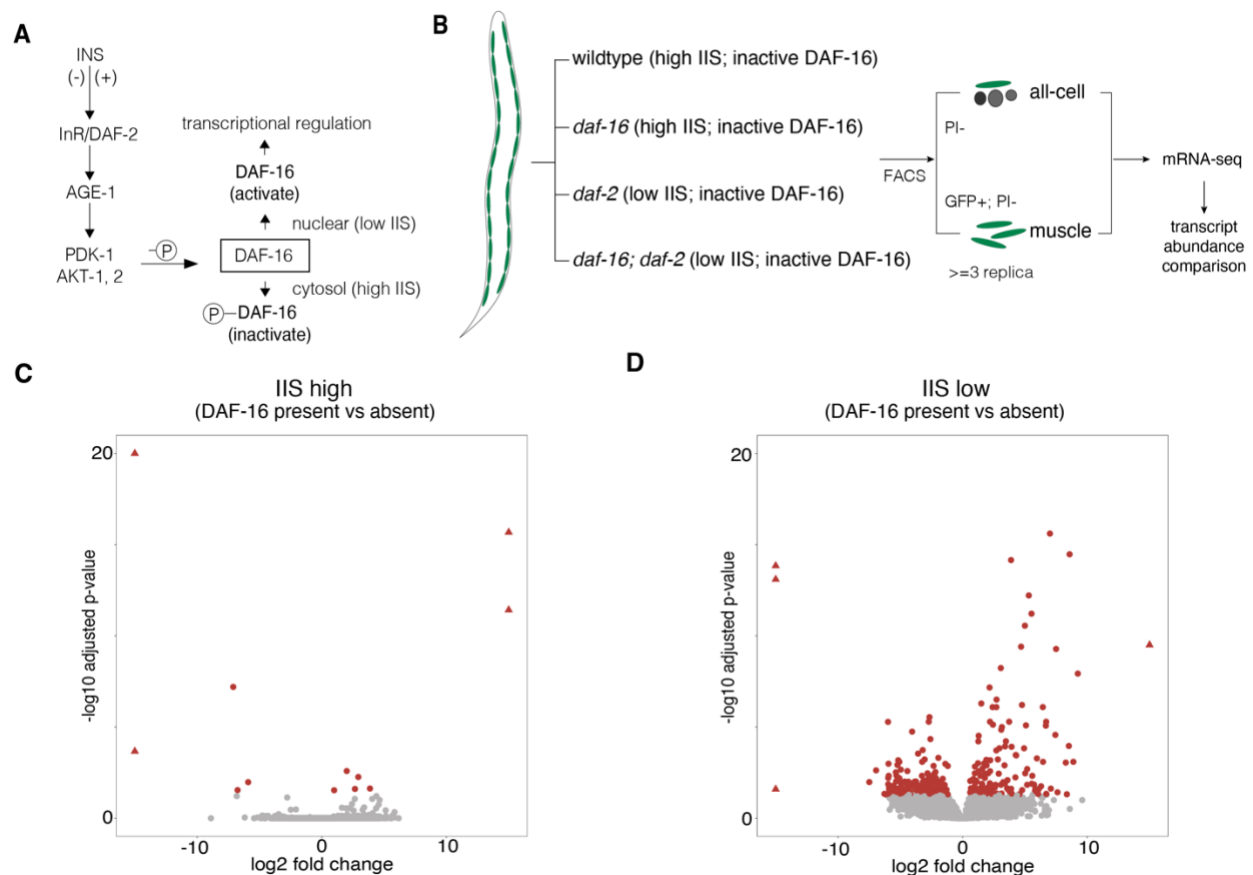 A
INS
(-) (+)
InR/DAF-2
AGE-1
PDK-1
AKT-1, 2
-P
transcriptional regulation
DAF-16
(activate)
nuclear (low IIS)
DAF-16
cytosol (high IIS)
P-DAF-16
(inactivate)
B
wildtype (high IIS; inactive DAF-16)
daf-16 (high IIS; inactive DAF-16)
daf-2 (low IIS; inactive DAF-16)
daf-16; daf-2 (low IIS; inactive DAF-16)
FACS
all-cell
PI-
GFP+; PI-
muscle
>=3 replica
mRNA-seq
transcript
abundance
comparison
C
IIS high
(DAF-16 present vs absent)
-log10 adjusted p-value
20
0
-10
0
10
log2 fold change
D
IIS low
(DAF-16 present vs absent)
-log10 adjusted p-value
20
0
-10
0
10
log2 fold change